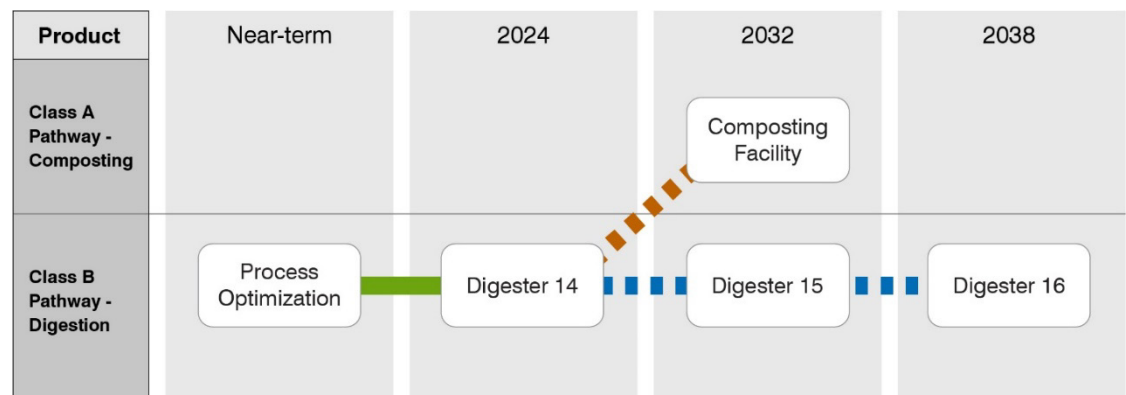 Product
Near-term
2024
2032
2038
Class A
Pathway -
Composting
Composting
Facility
Class B
Pathway -
Digestion
Process
Optimization
Digester 14
Digester 15
Digester 16